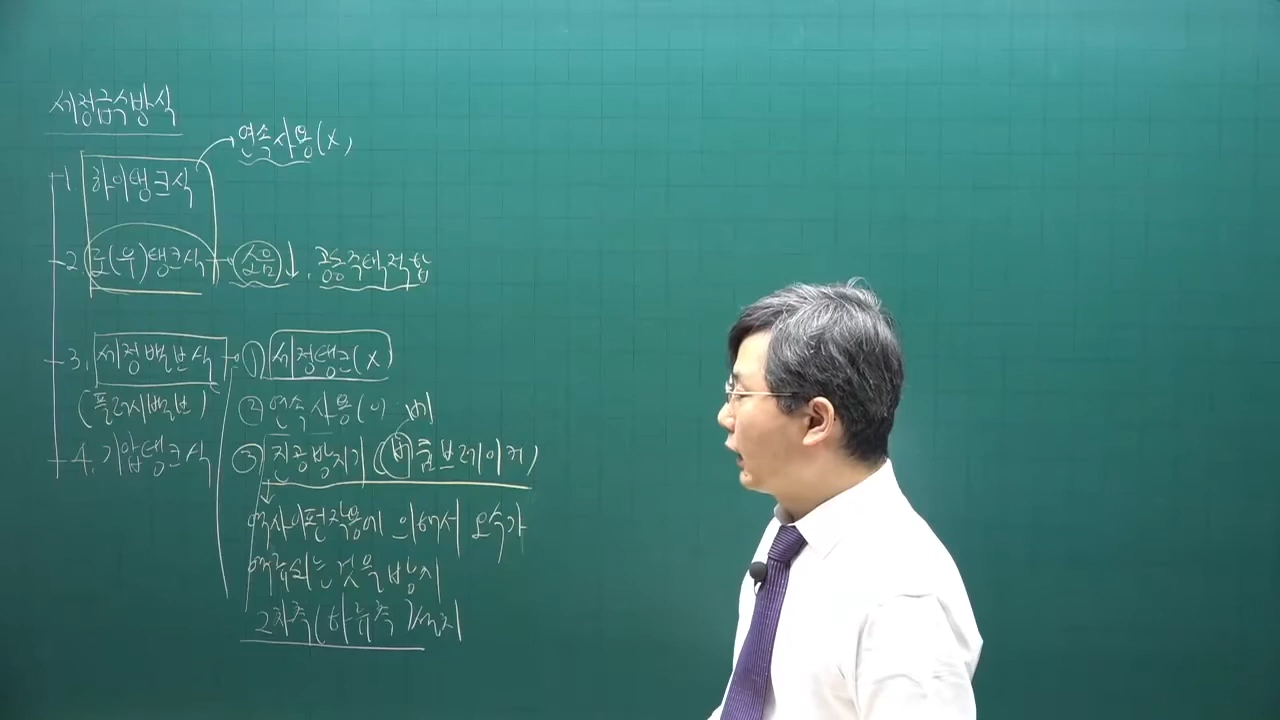 세정급수방식
연속사용(x)
1 하이탱크식
2. 로(우)탱크식 → 소음↓. 공동주택적합
3. 세정밸브식 → ① 세정탱크(x)
(플러시밸브) ② 연속사용(o)
4. 기압탱크식 ③ 진공방지기 (버큠브레이커)
역사이펀작용에 의해서 오수가
역류되는 것을 방지
2차측(하류측)